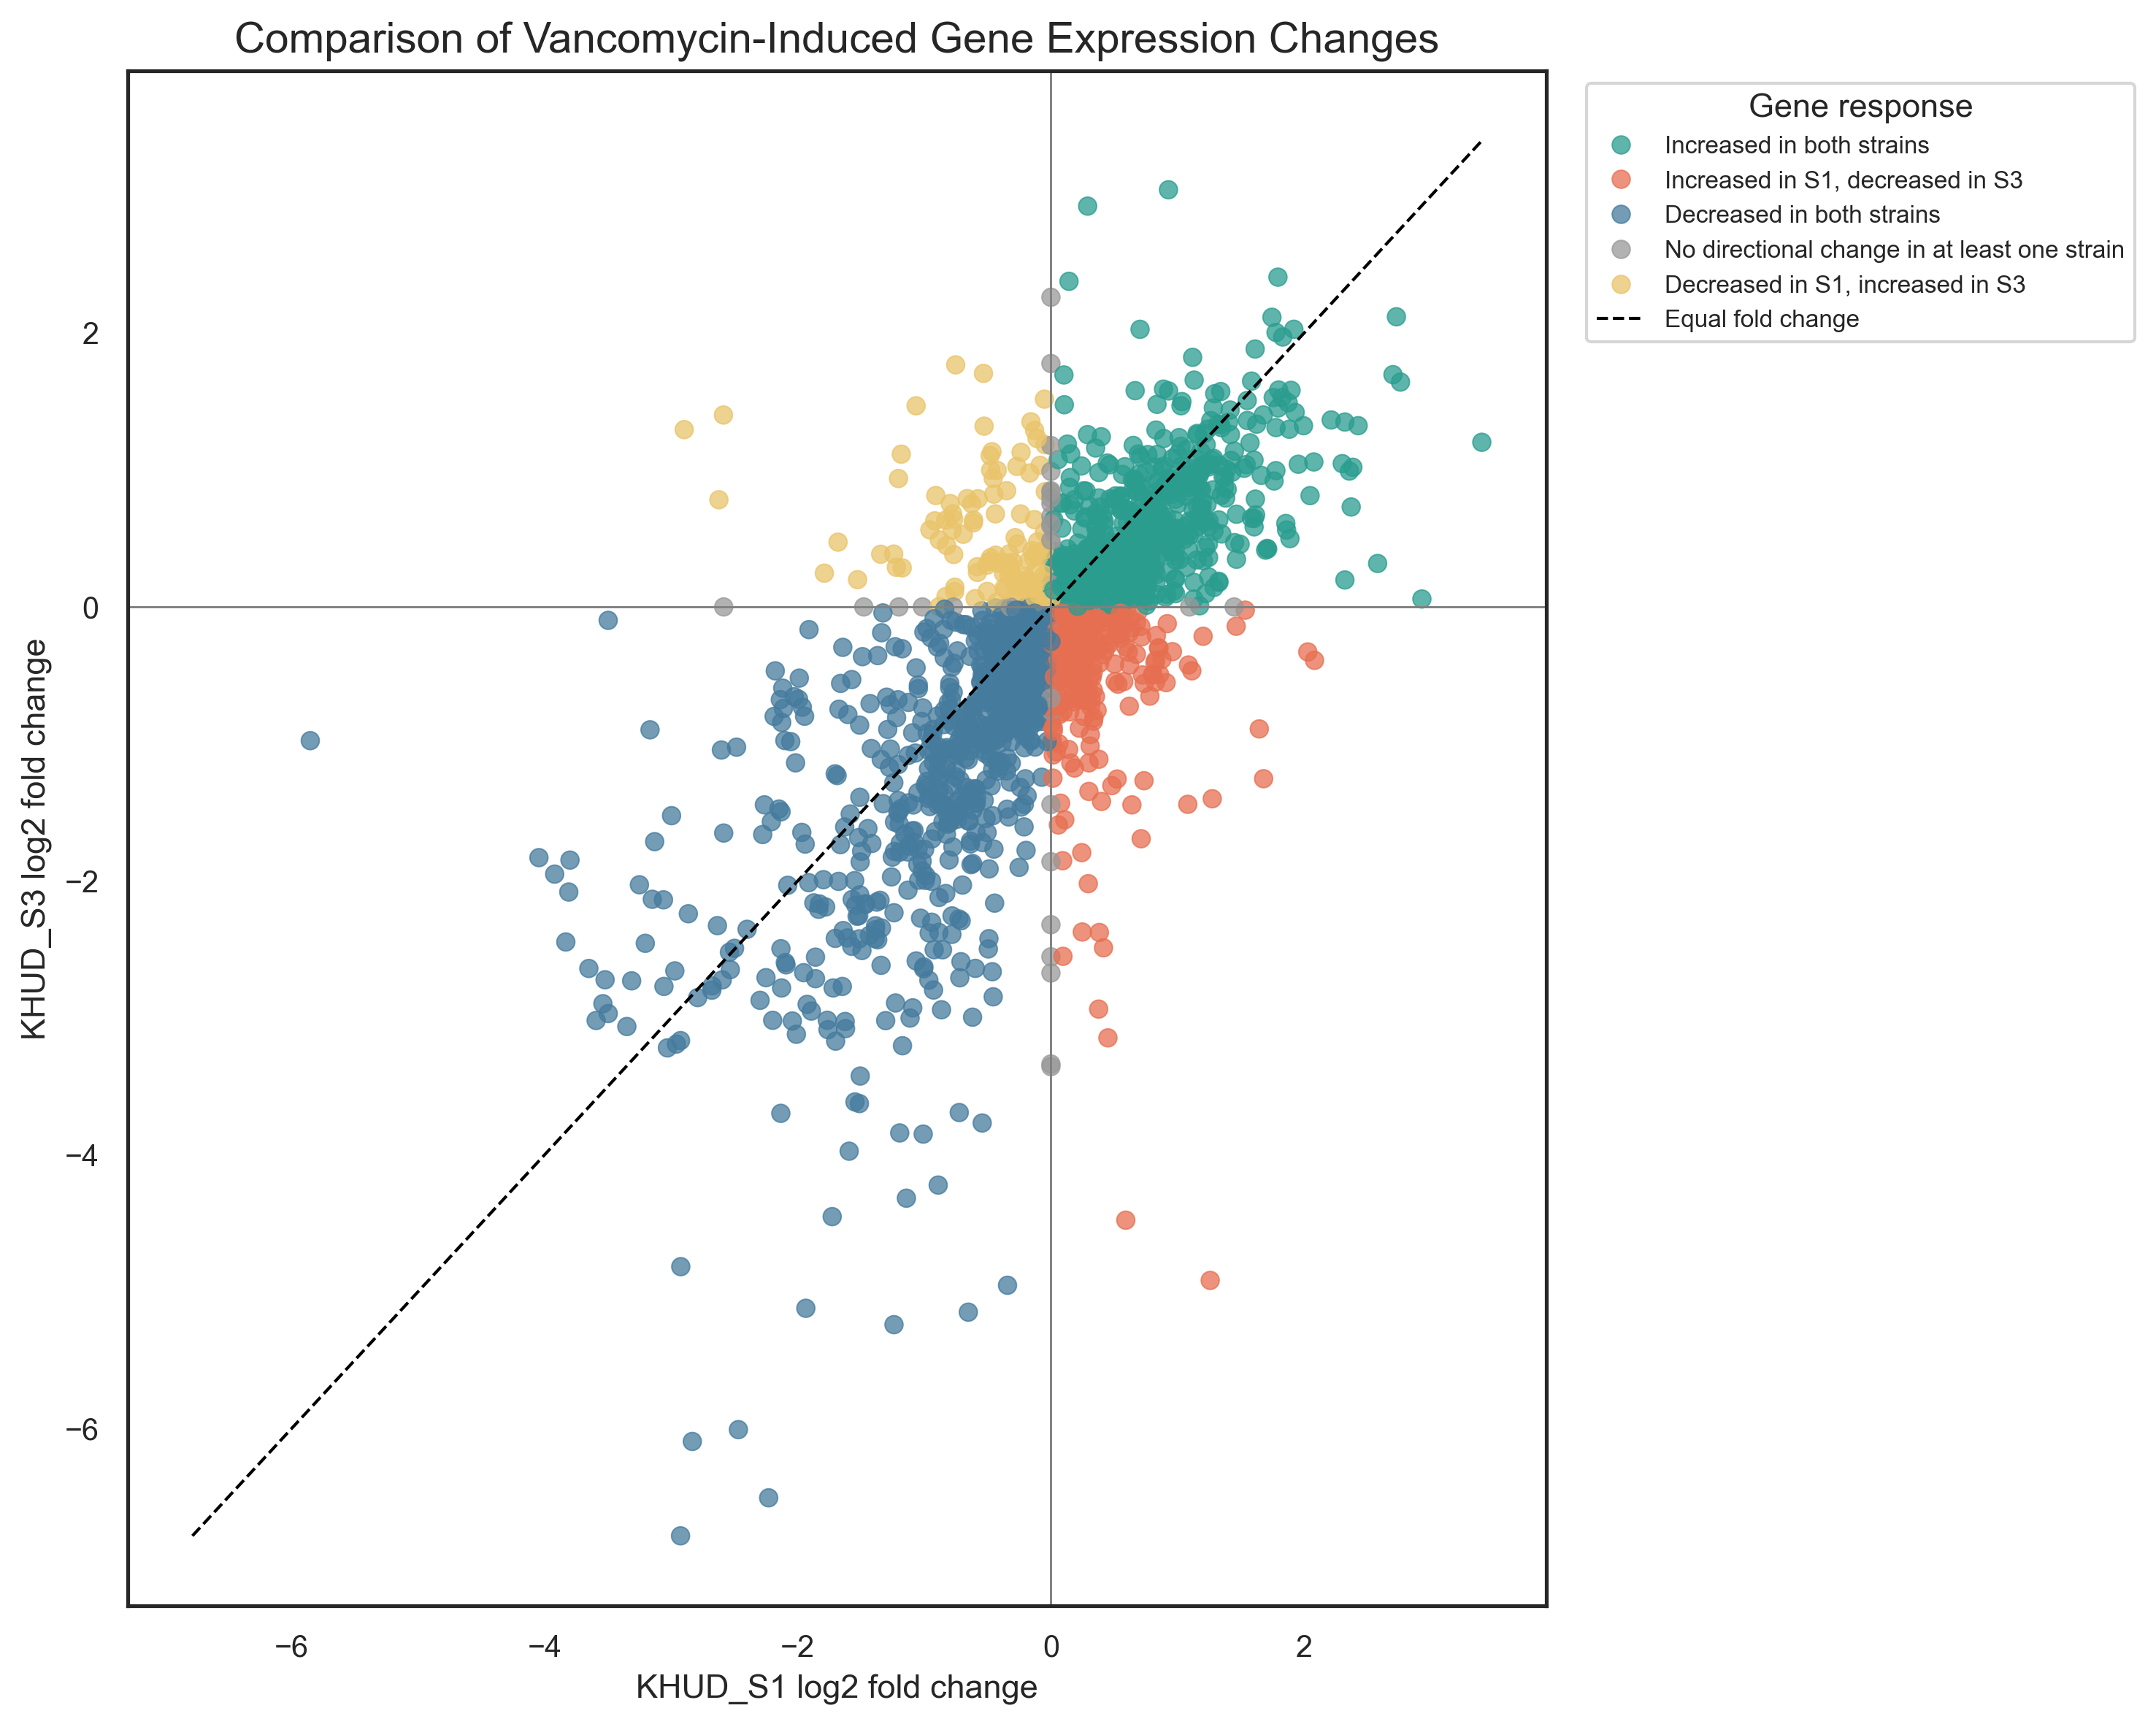 Comparison of Vancomycin-Induced Gene Expression Changes
Gene response
Increased in both strains
Increased in S1, decreased in S3
Decreased in both strains
No directional change in at least one strain
Decreased in S1, increased in S3
Equal fold change
KHUD_S3 log2 fold change
2
0
−2
−4
−6
−6 −4 −2 0 2
KHUD_S1 log2 fold change